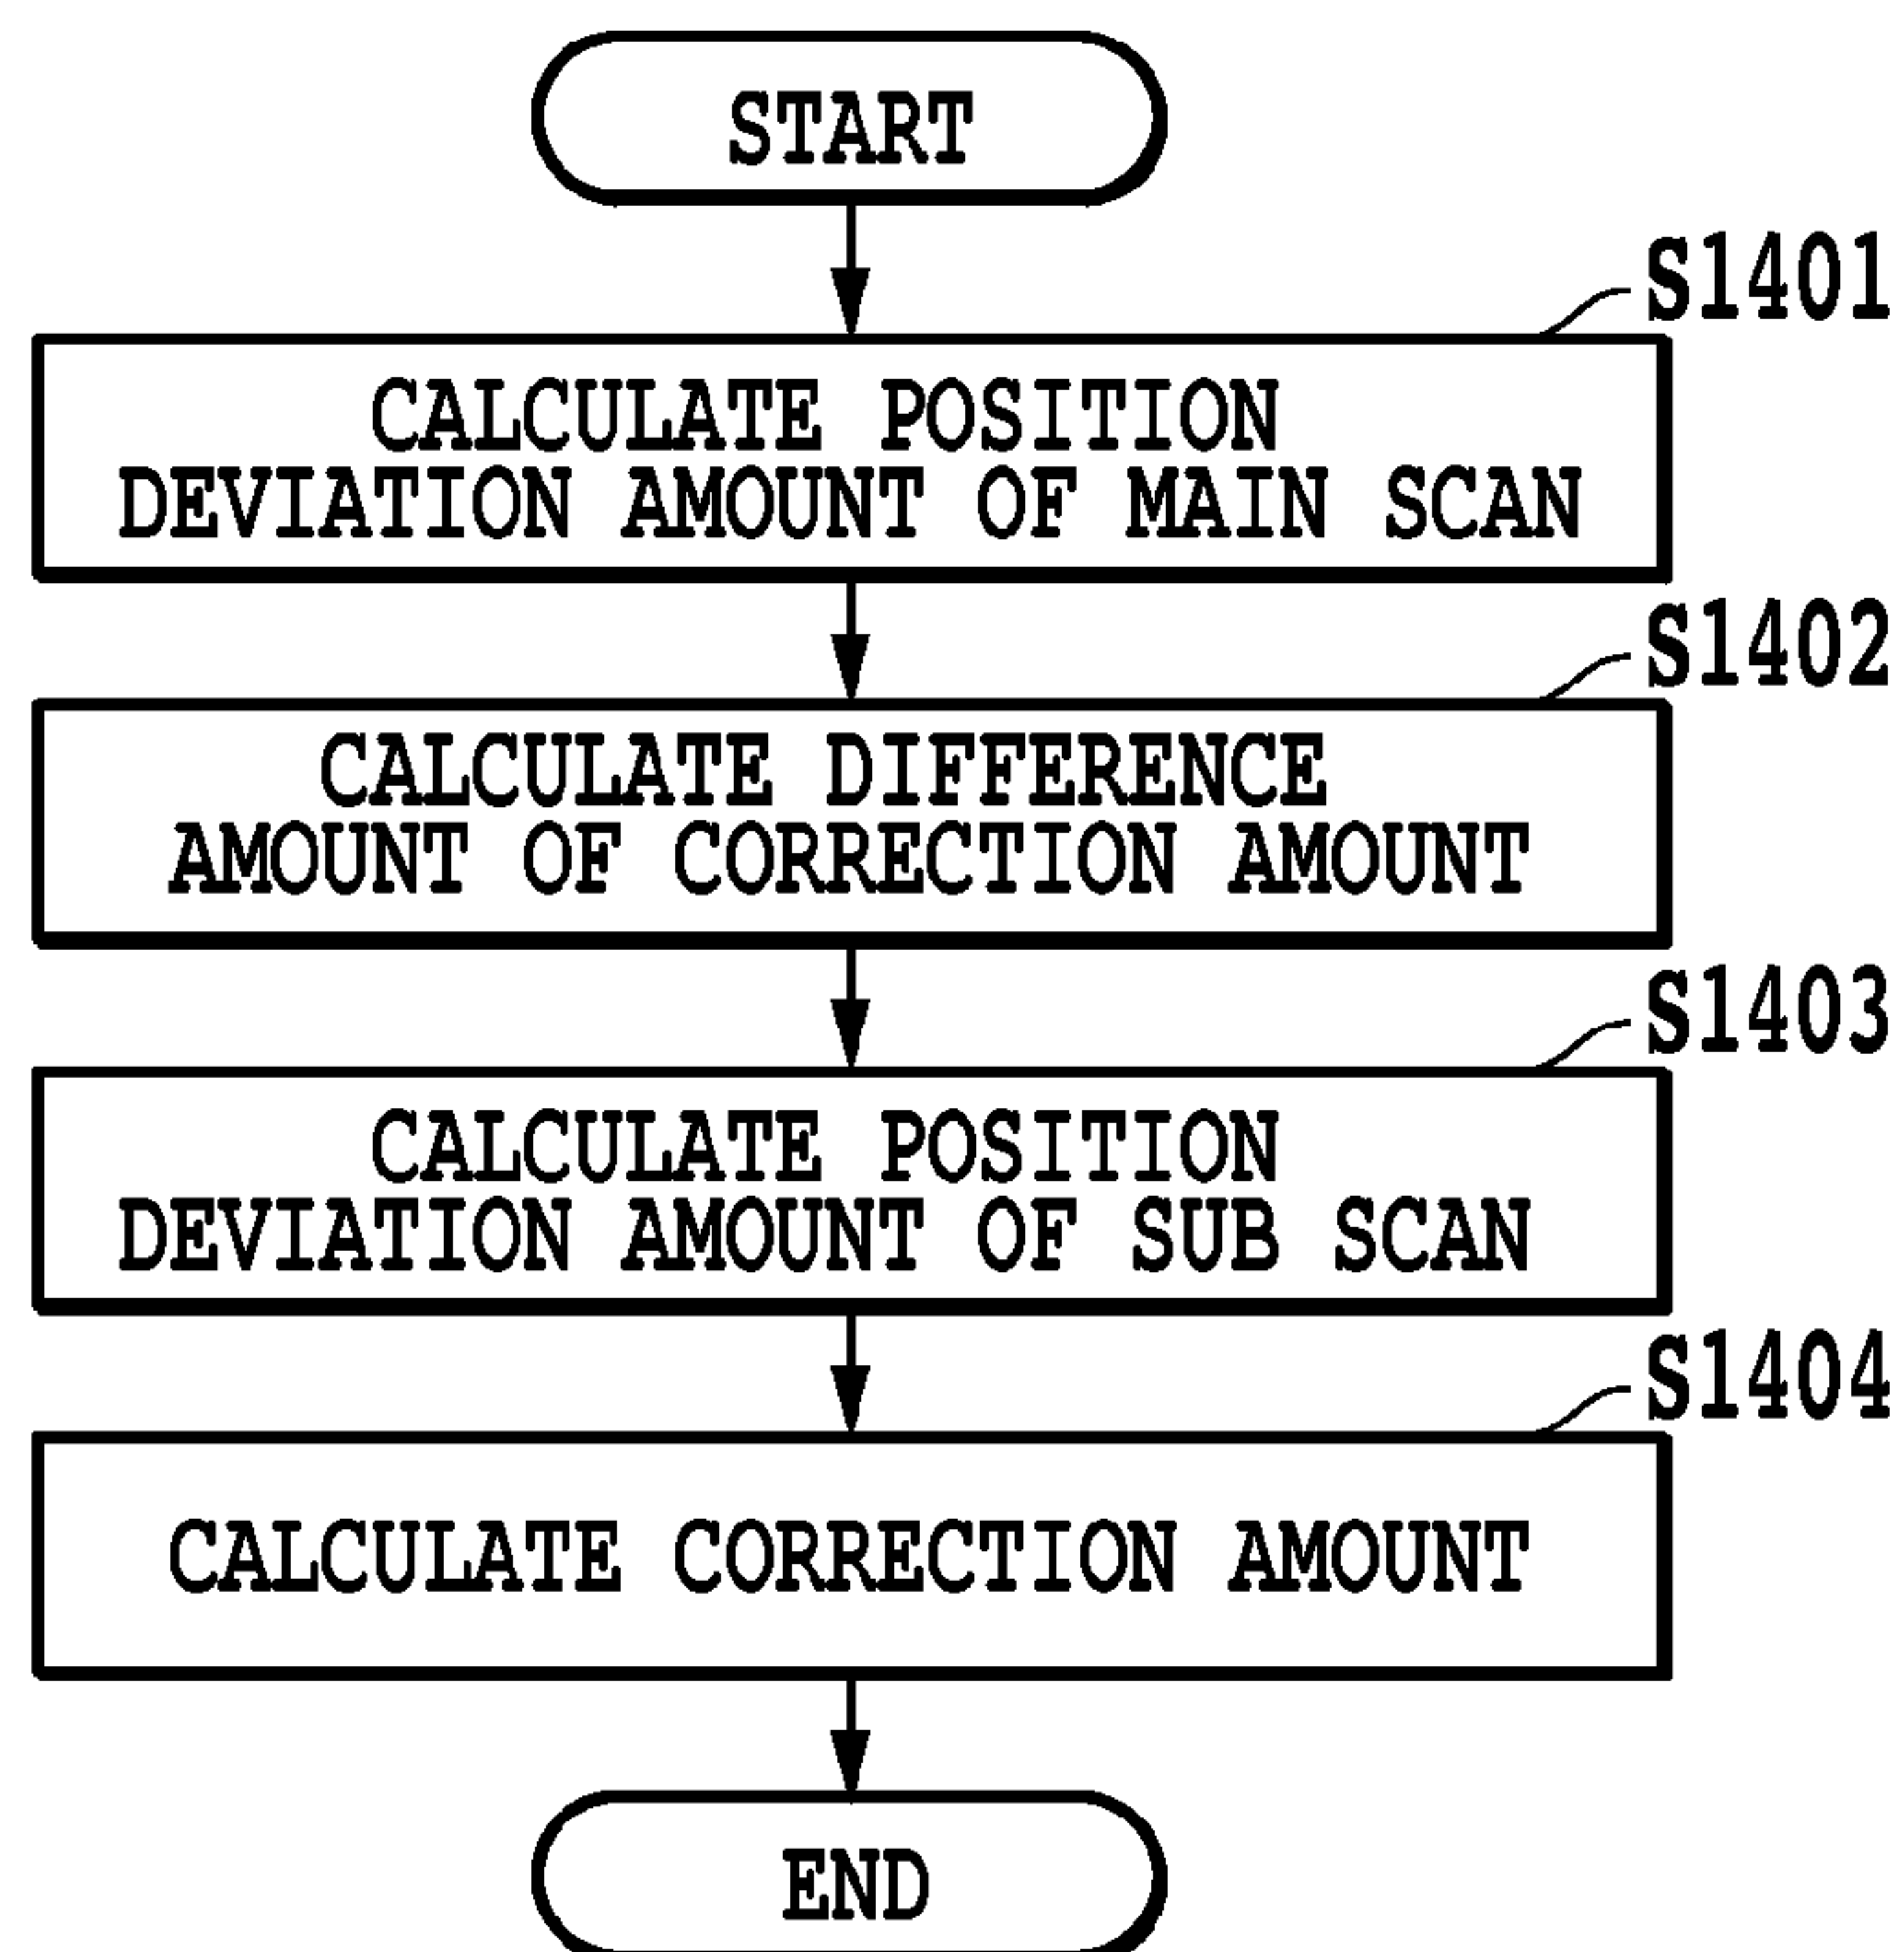 START
S1401
CALCULATE POSITION
DEVIATION AMOUNT OF MAIN SCAN
S1402
CALCULATE DIFFERENCE
AMOUNT OF CORRECTION AMOUNT
S1403
CALCULATE POSITION
DEVIATION AMOUNT OF SUB SCAN
S1404
CALCULATE CORRECTION AMOUNT
END